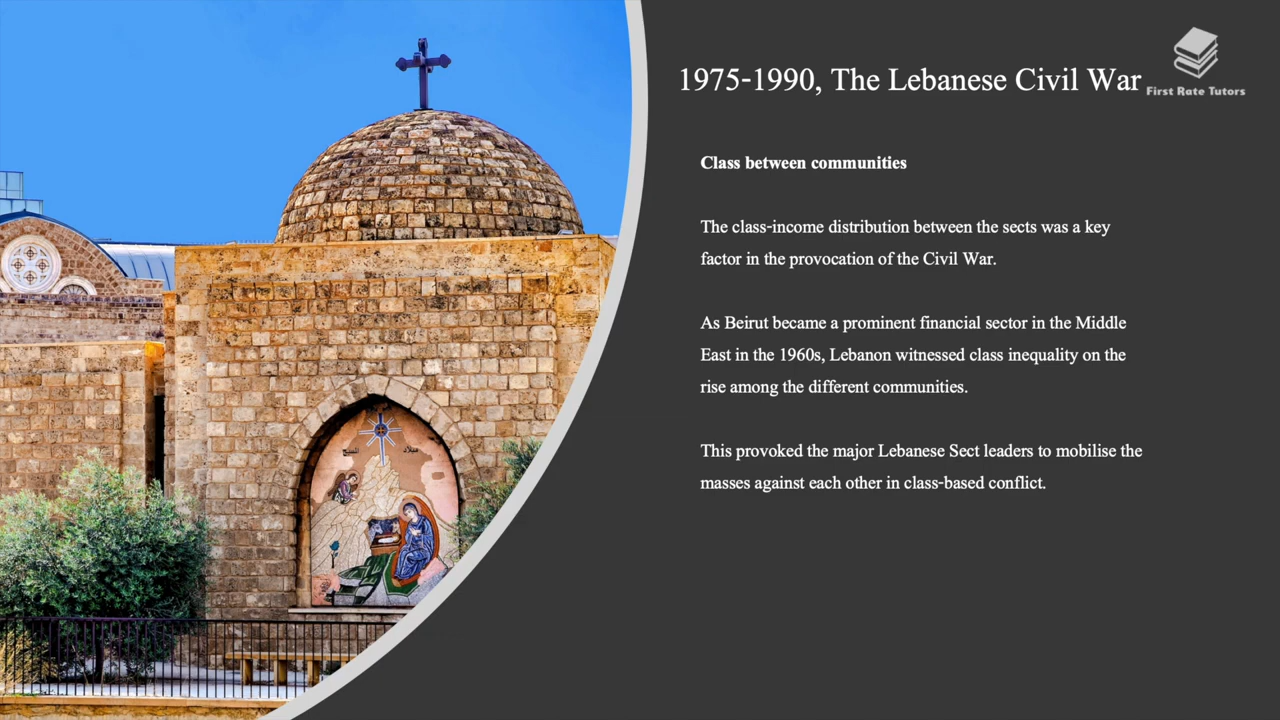 1975-1990, The Lebanese Civil War
First Rate Tutors
Class between communities
The class-income distribution between the sects was a key
factor in the provocation of the Civil War.
As Beirut became a prominent financial sector in the Middle
East in the 1960s, Lebanon witnessed class inequality on the
rise among the different communities.
This provoked the major Lebanese Sect leaders to mobilise the
masses against each other in class-based conflict.
ميلاد المسيح